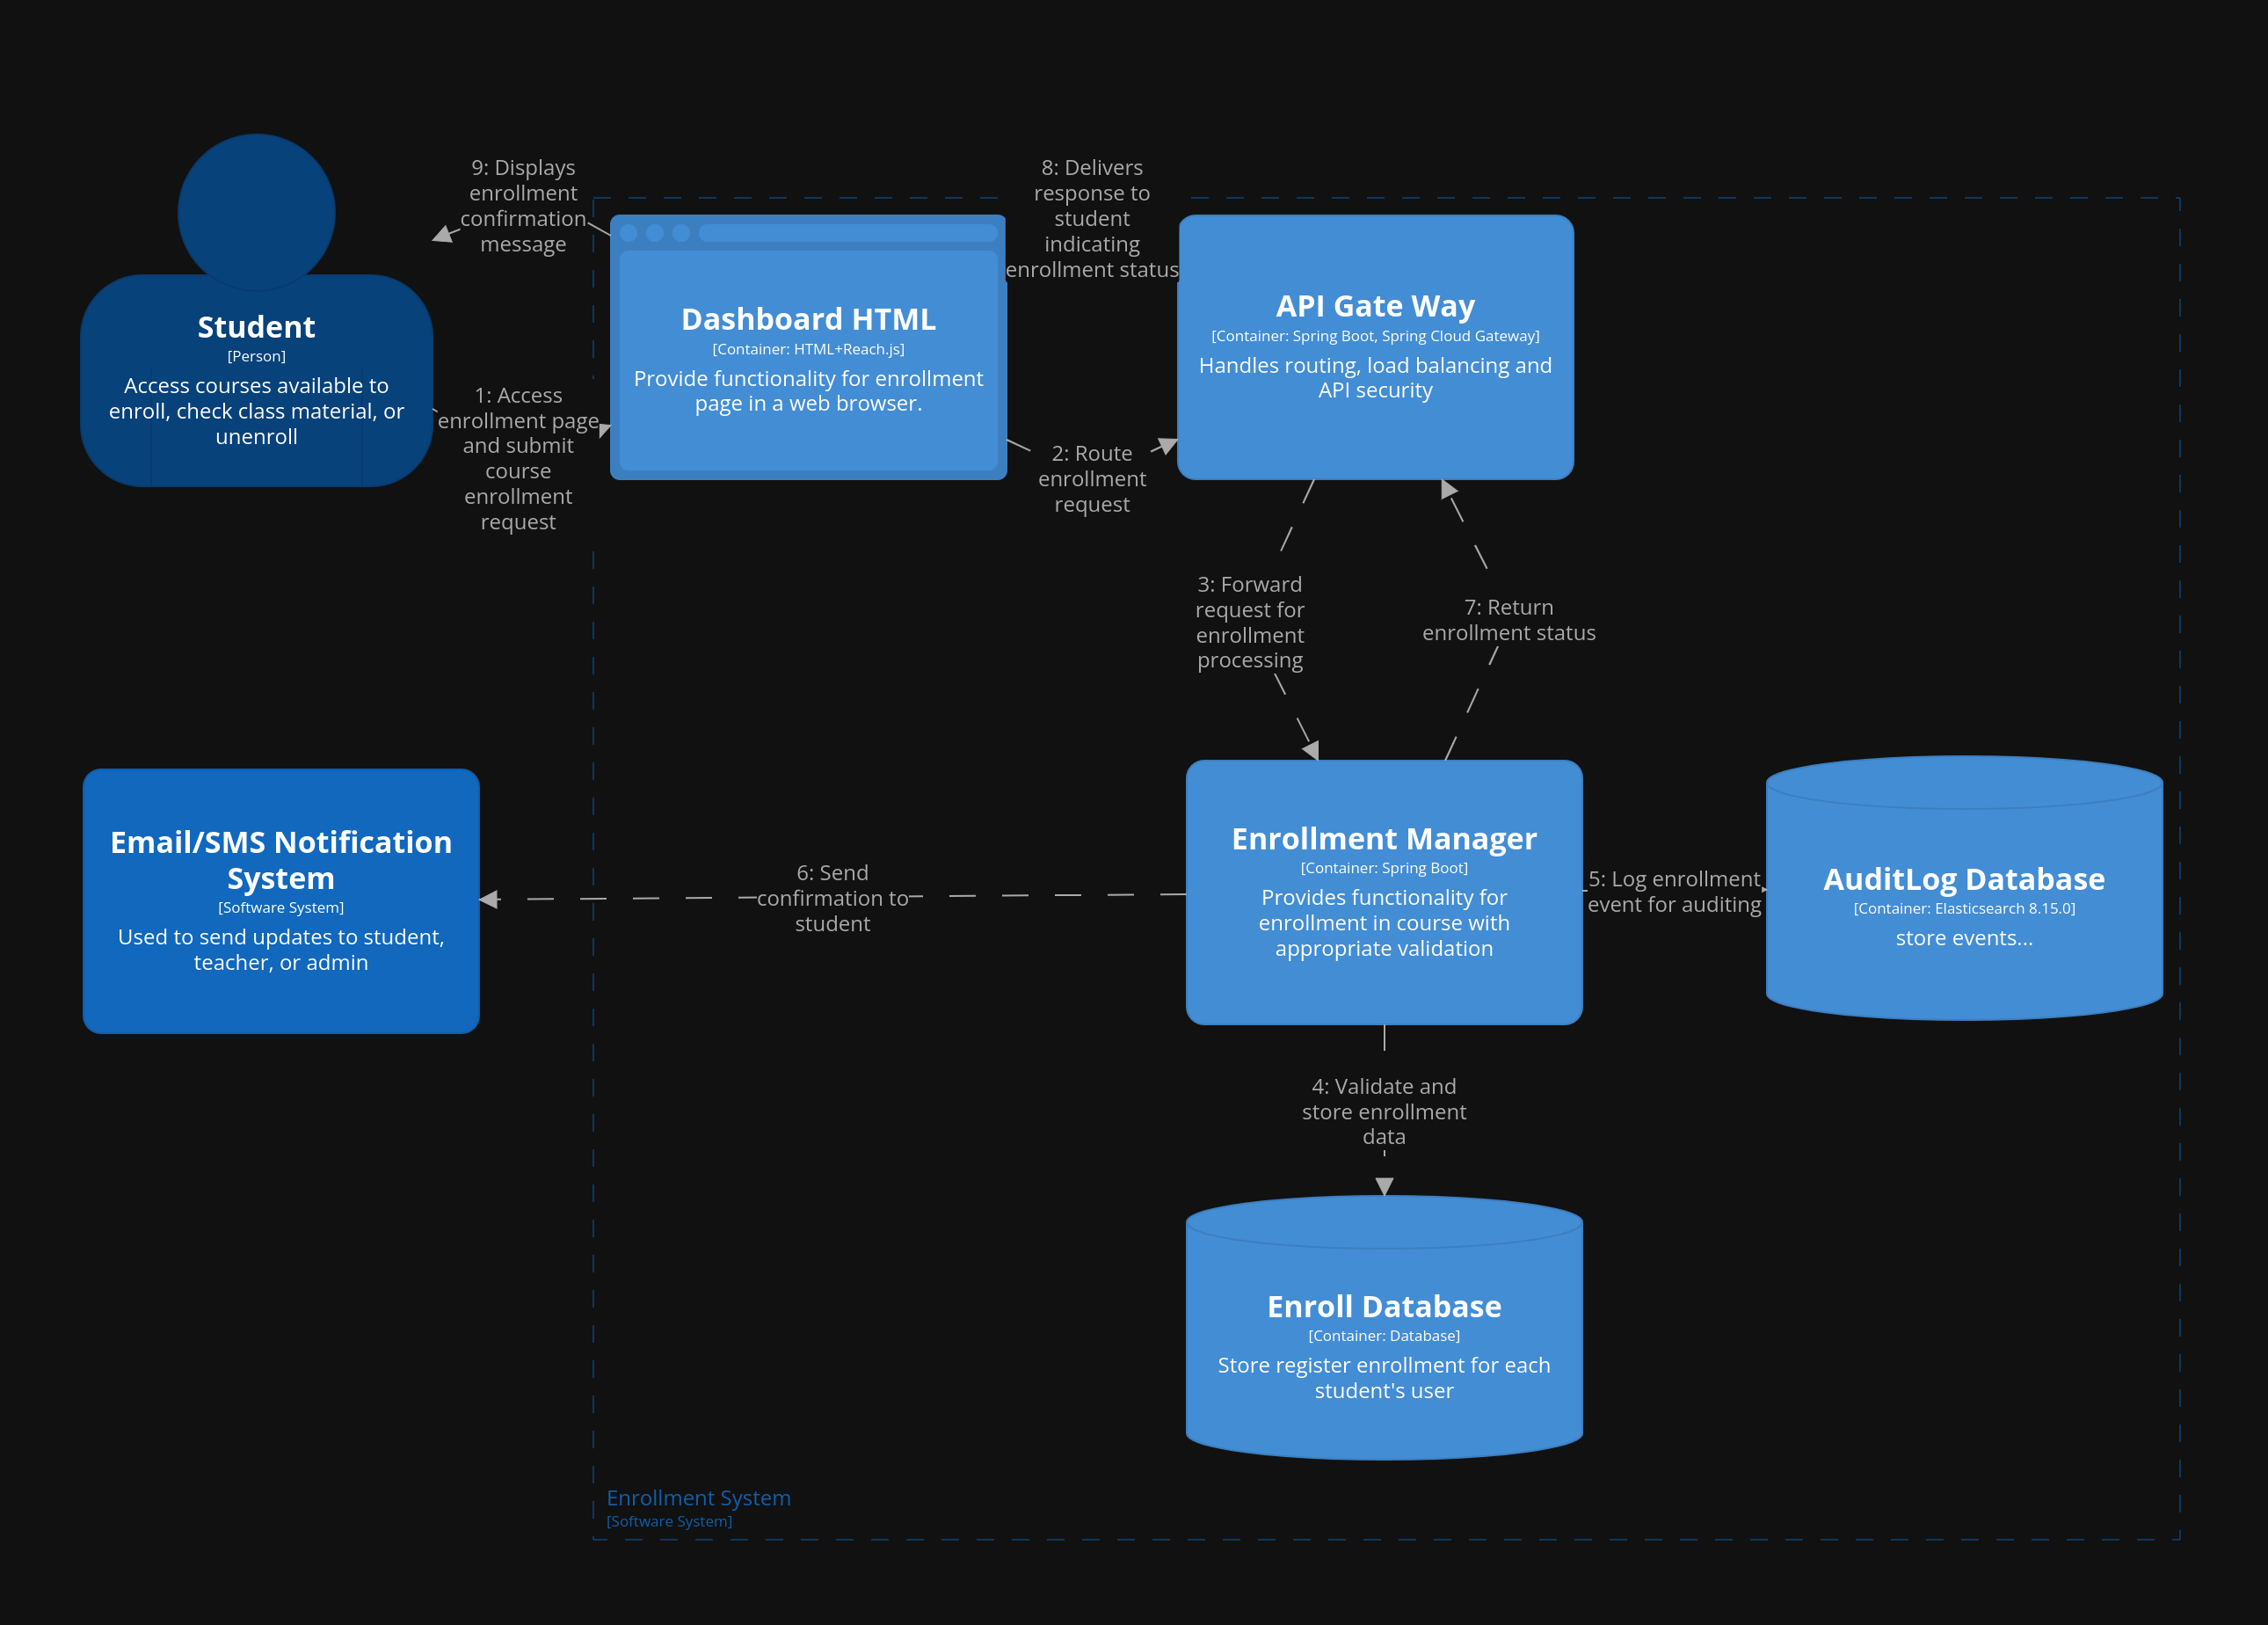 9: Displays
enrollment
confirmation
message
8: Delivers
response to
student
indicating
enrollment status
Student
[Person]
Access courses available to
enroll, check class material, or
unenroll
1: Access
enrollment page
and submit
course
enrollment
request
Dashboard HTML
[Container: HTML+Reach.js]
Provide functionality for enrollment
page in a web browser.
2: Route
enrollment
request
API Gate Way
[Container: Spring Boot, Spring Cloud Gateway]
Handles routing, load balancing and
API security
3: Forward
request for
enrollment
processing
7: Return
enrollment status
Email/SMS Notification
System
[Software System]
Used to send updates to student,
teacher, or admin
6: Send
confirmation to
student
Enrollment Manager
[Container: Spring Boot]
Provides functionality for
enrollment in course with
appropriate validation
5: Log enrollment
event for auditing
AuditLog Database
[Container: Elasticsearch 8.15.0]
store events...
4: Validate and
store enrollment
data
Enroll Database
[Container: Database]
Store register enrollment for each
student's user
Enrollment System
[Software System]